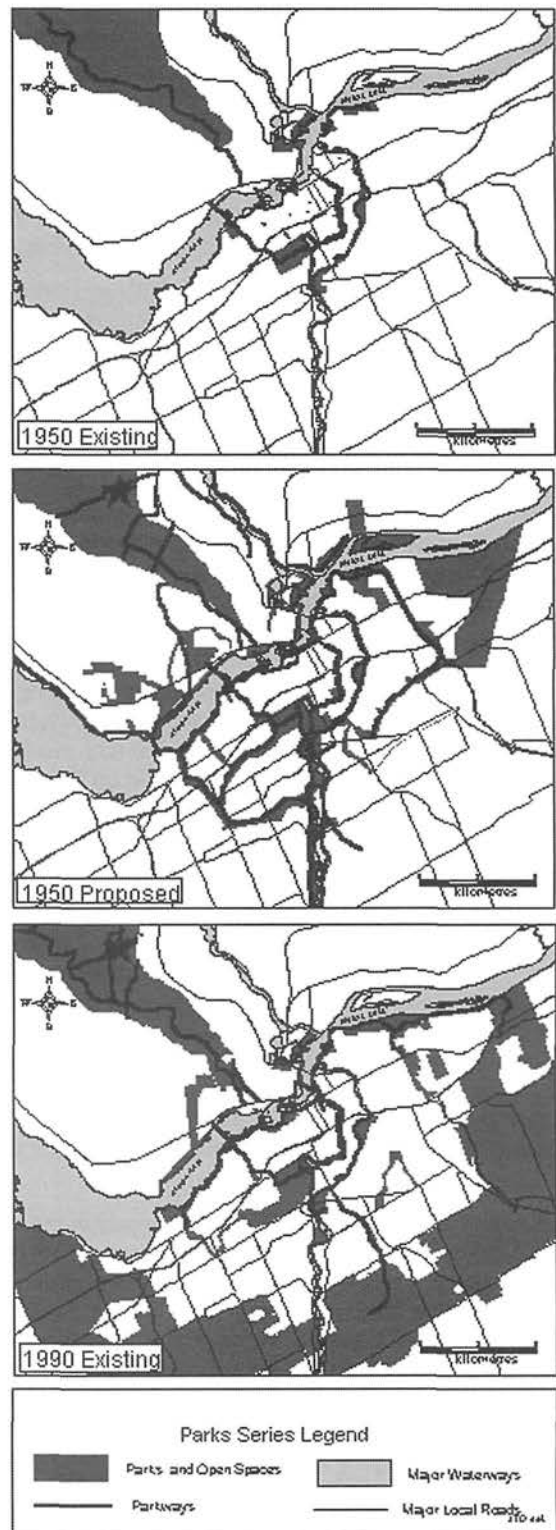 N
W E
S
1950 Existing
kilometres
N
W E
S
1950 Proposed
kilometres
N
W E
S
1990 Existing
kilometres
Parks Series Legend
Parks and Open Spaces
Major Waterways
Parkways
Major Local Roads